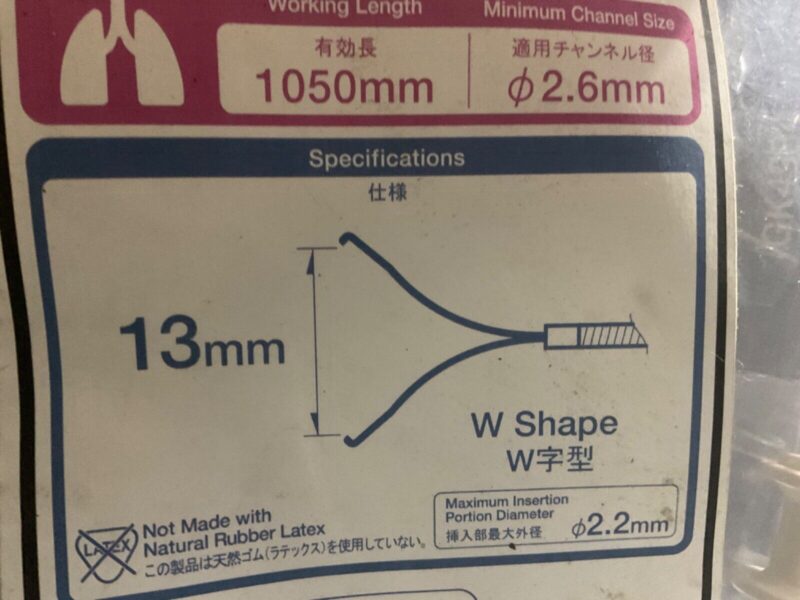 Working Length
Minimum Channel Size
有効長
適用チャンネル径
1050mm
φ2.6mm
Specifications
仕様
13mm
W Shape
W字型
LATEX
Not Made with
Natural Rubber Latex
この製品は天然ゴム(ラテックス)を使用していない。
Maximum Insertion
Portion Diameter
挿入部最大外径
φ2.2mm